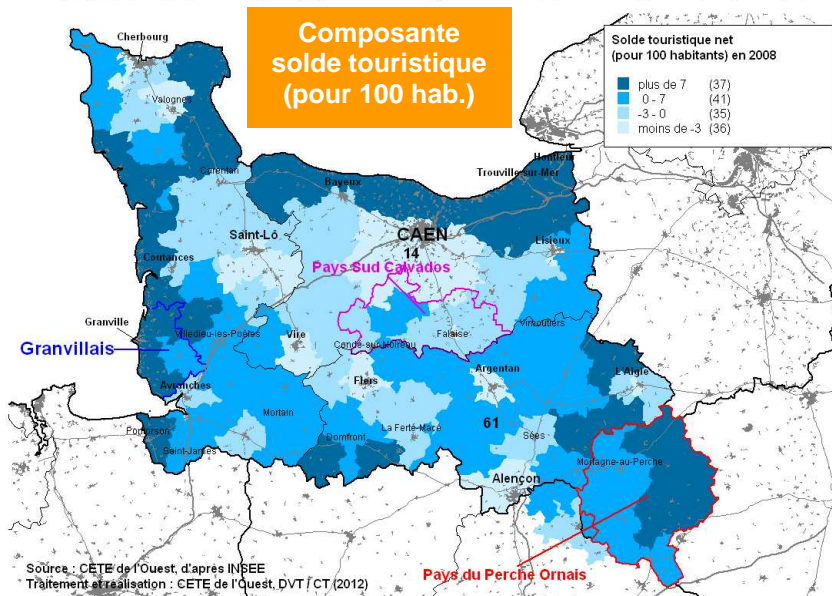 Composante
solde touristique
(pour 100 hab.)
Solde touristique net
(pour 100 habitants) en 2008
plus de 7 (37)
0 - 7 (41)
-3 - 0 (35)
moins de -3 (36)
Cherbourg
Valognes
Honfleur
Trouville-sur-Mer
Carentan
Bayeux
CAEN
14
Saint-Lô
Lisieux
Coutances
Pays Sud Calvados
Granville
Villedieu-les-Poêles
Vire
Condé-sur-Noireau
Falaise
Vimoutiers
Granvillais
Avranches
Flers
Argentan
L'Aigle
Mortain
61
Pontorson
Saint-James
Domfront
La Ferté-Macé
Sées
Mortagne-au-Perche
Alençon
Source : CETE de l'Ouest, d'après INSEE
Traitement et réalisation : CETE de l'Ouest, DVT / CT (2012)
Pays du Perche Ornais